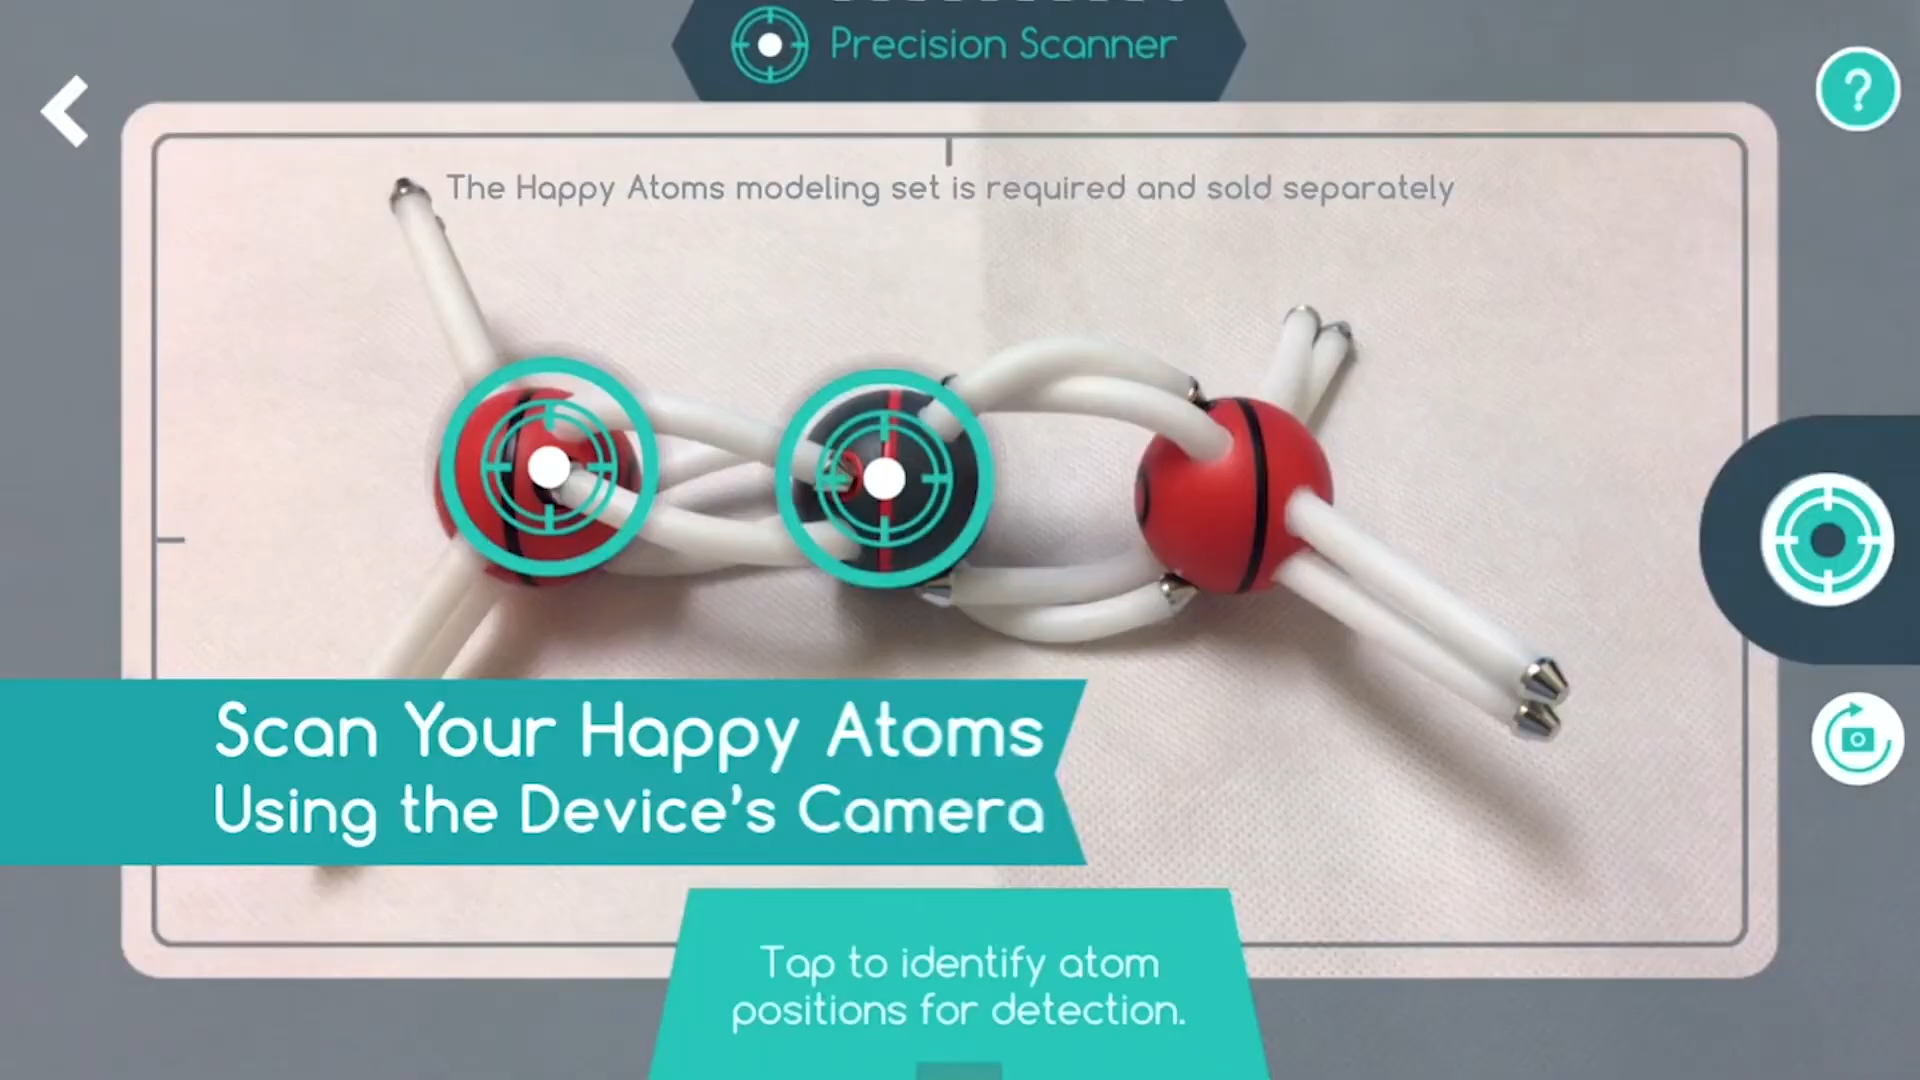 Precision Scanner
?
The Happy Atoms modeling set is required and sold separately
Scan Your Happy Atoms
Using the Device's Camera
Tap to identify atom
positions for detection.